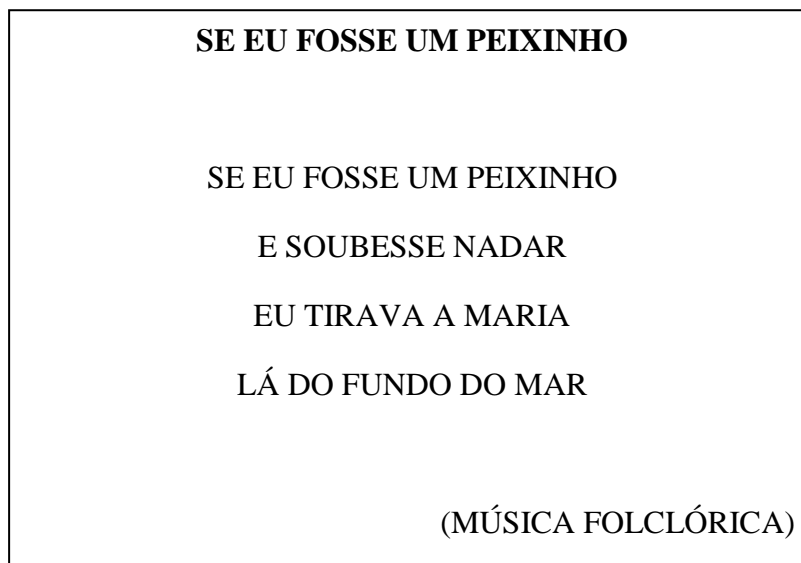 SE EU FOSSE UM PEIXINHO
SE EU FOSSE UM PEIXINHO
E SOUBESSE NADAR
EU TIRAVA A MARIA
LÁ DO FUNDO DO MAR
(MÚSICA FOLCLÓRICA)